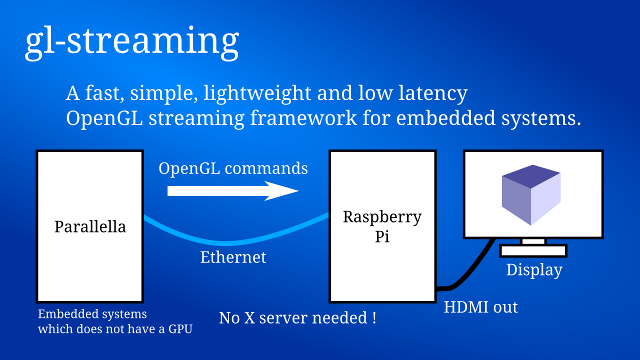 gl-streaming
A fast, simple, lightweight and low latency
OpenGL streaming framework for embedded systems.
OpenGL commands
Parallella
Raspberry
Pi
Ethernet
Display
HDMI out
Embedded systems
which does not have a GPU
No X server needed !